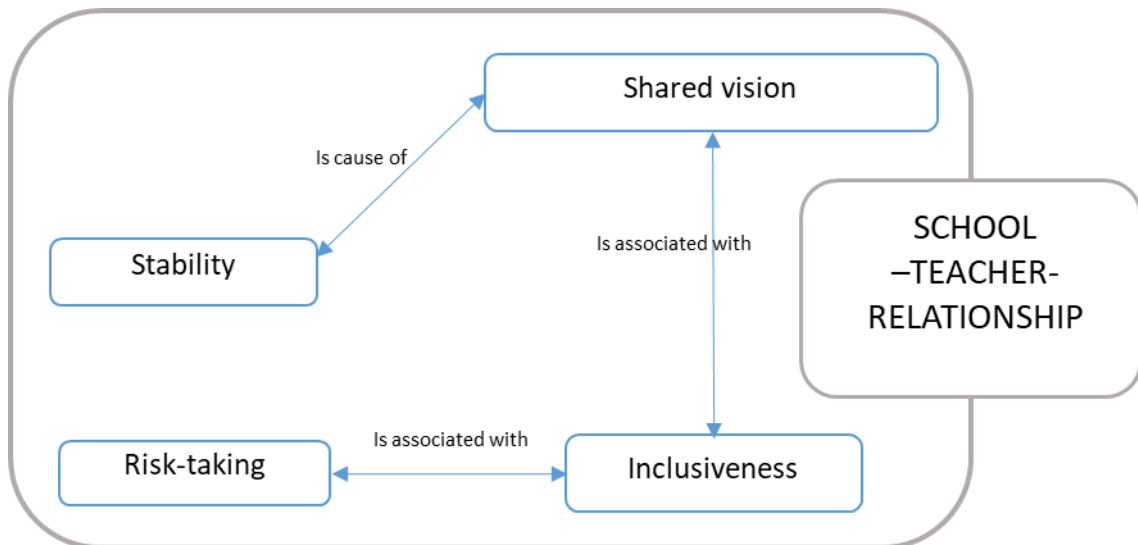 Shared vision
Is cause of
Stability
Is associated with
SCHOOL
–TEACHER-
RELATIONSHIP
Is associated with
Risk-taking
Inclusiveness